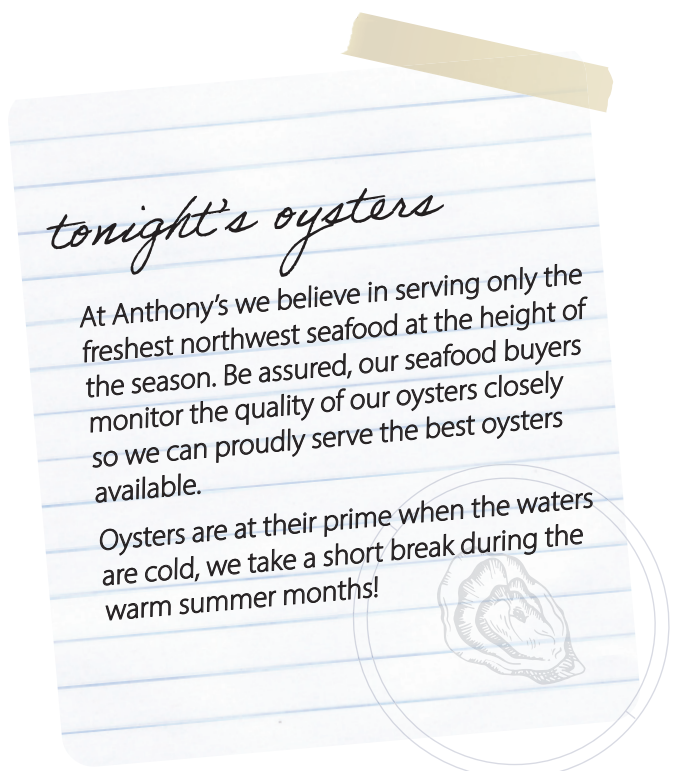 tonight's oysters
At Anthony's we believe in serving only the
freshest northwest seafood at the height of
the season. Be assured, our seafood buyers
monitor the quality of our oysters closely
so we can proudly serve the best oysters
available.
Oysters are at their prime when the waters
are cold, we take a short break during the
warm summer months!